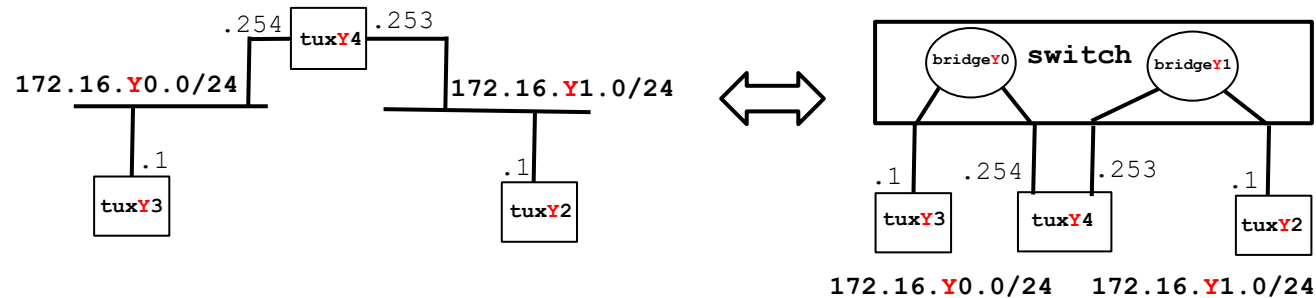 .254
tuxY4
.253
172.16.Y0.0/24
172.16.Y1.0/24
.1
tuxY3
.1
tuxY2
bridgeY0
switch
bridgeY1
.1
.254
.253
.1
tuxY3
tuxY4
tuxY2
172.16.Y0.0/24
172.16.Y1.0/24